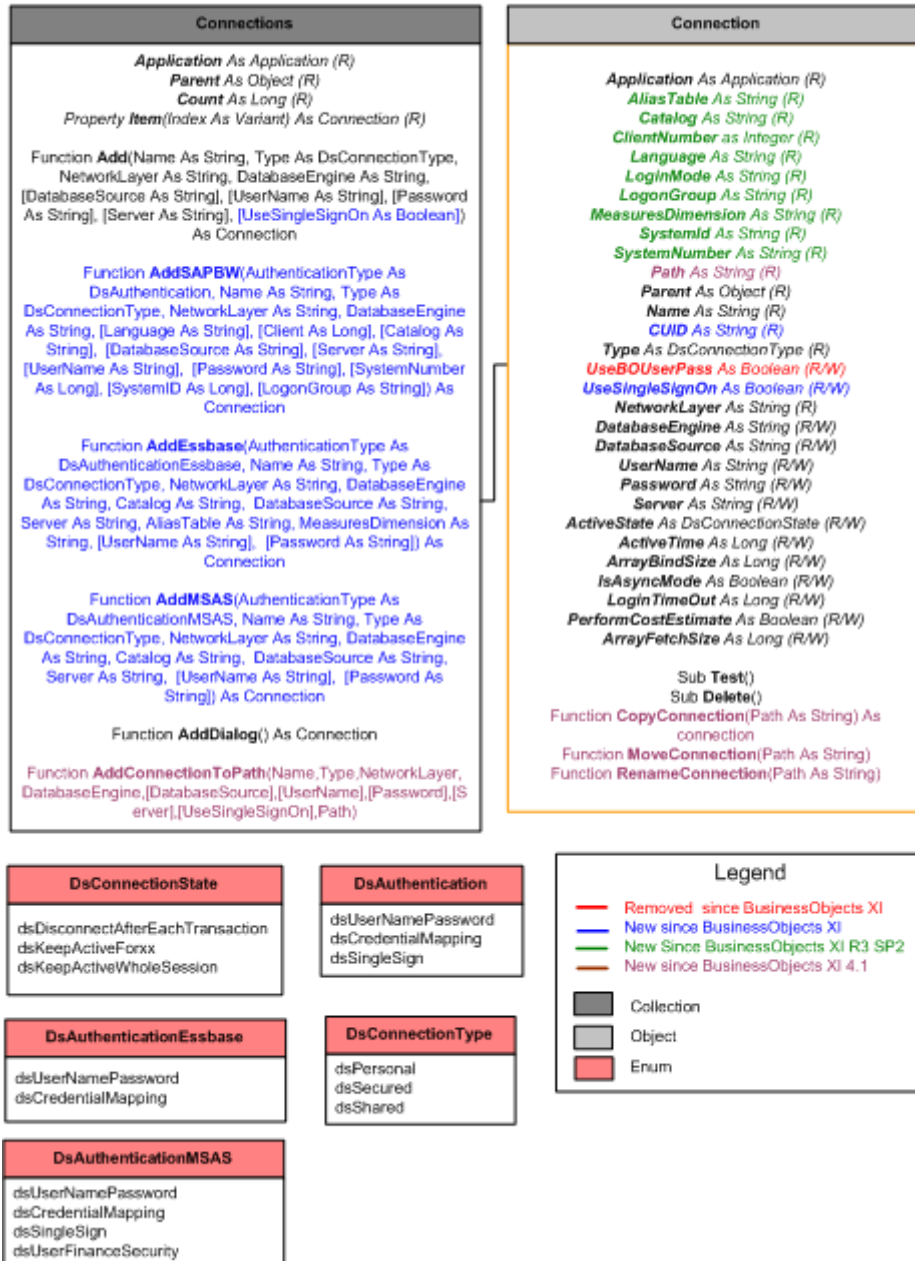 Connections
Application As Application (R)
Parent As Object (R)
Count As Long (R)
Property Item(Index As Variant) As Connection (R)
Function Add(Name As String, Type As DsConnectionType,
NetworkLayer As String, DatabaseEngine As String,
[DatabaseSource As String], [UserName As String], [Password
As String], [Server As String], [UseSingleSignOn As Boolean])
As Connection
Function AddSAPBW(AuthenticationType As
DsAuthentication, Name As String, Type As
DsConnectionType, NetworkLayer As String, DatabaseEngine
As String, [Language As String], [Client As Long], [Catalog As
String], [DatabaseSource As String], [Server As String],
[UserName As String], [Password As String], [SystemNumber
As Long], [SystemID As Long], [LogonGroup As String]) As
Connection
Function AddEssbase(AuthenticationType As
DsAuthenticationEssbase, Name As String, Type As
DsConnectionType, NetworkLayer As String, DatabaseEngine
As String, Catalog As String, DatabaseSource As String,
Server As String, AliasTable As String, MeasuresDimension As
String, [UserName As String], [Password As String]) As
Connection
Function AddMSAS(AuthenticationType As
DsAuthenticationMSAS, Name As String, Type As
DsConnectionType, NetworkLayer As String, DatabaseEngine
As String, Catalog As String, DatabaseSource As String,
Server As String, [UserName As String], [Password As
String]) As Connection
Function AddDialog() As Connection
Function AddConnectionToPath(Name,Type,NetworkLayer,
DatabaseEngine,[DatabaseSource],[UserName],[Password],[S
erver],[UseSingleSignOn],Path)
Connection
Application As Application (R)
AliasTable As String (R)
Catalog As String (R)
ClientNumber as Integer (R)
Language As String (R)
LoginMode As String (R)
LogonGroup As String (R)
MeasuresDimension As String (R)
SystemId As String (R)
SystemNumber As String (R)
Path As String (R)
Parent As Object (R)
Name As String (R)
CUID As String (R)
Type As DsConnectionType (R)
UseBOUserPass As Boolean (R/W)
UseSingleSignOn As Boolean (R/W)
NetworkLayer As String (R)
DatabaseEngine As String (R/W)
DatabaseSource As String (R/W)
UserName As String (R/W)
Password As String (R/W)
Server As String (R/W)
ActiveState As DsConnectionState (R/W)
ActiveTime As Long (R/W)
ArrayBindSize As Long (R/W)
IsAsyncMode As Boolean (R/W)
LoginTimeOut As Long (R/W)
PerformCostEstimate As Boolean (R/W)
ArrayFetchSize As Long (R/W)
Sub Test()
Sub Delete()
Function CopyConnection(Path As String) As
connection
Function MoveConnection(Path As String)
Function RenameConnection(Path As String)
DsConnectionState
dsDisconnectAfterEachTransaction
dsKeepActiveForxx
dsKeepActiveWholeSession
DsAuthentication
dsUserNamePassword
dsCredentialMapping
dsSingleSign
DsAuthenticationEssbase
dsUserNamePassword
dsCredentialMapping
DsConnectionType
dsPersonal
dsSecured
dsShared
DsAuthenticationMSAS
dsUserNamePassword
dsCredentialMapping
dsSingleSign
dsUserFinanceSecurity
Legend
Removed since BusinessObjects XI
New since BusinessObjects XI
New Since BusinessObjects XI R3 SP2
New since BusinessObjects XI 4.1
Collection
Object
Enum